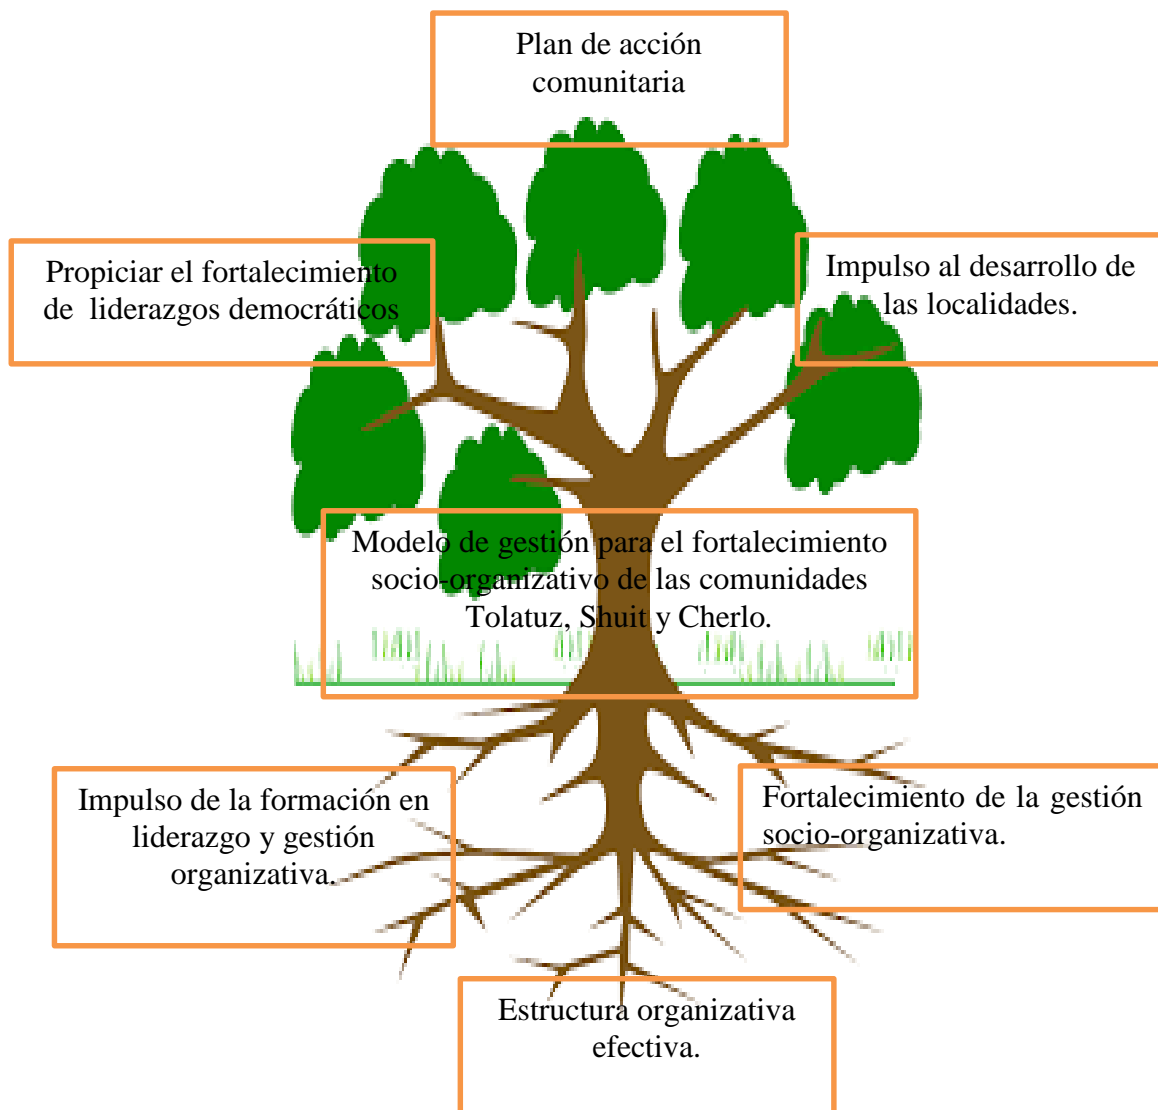 Plan de acción
comunitaria
Propiciar el fortalecimiento
de liderazgos democráticos
Impulso al desarrollo de
las localidades.
Modelo de gestión para el fortalecimiento
socio-organizativo de las comunidades
Tolatuz, Shuit y Cherlo.
Impulso de la formación en
liderazgo y gestión
organizativa.
Fortalecimiento de la gestión
socio-organizativa.
Estructura organizativa
efectiva.